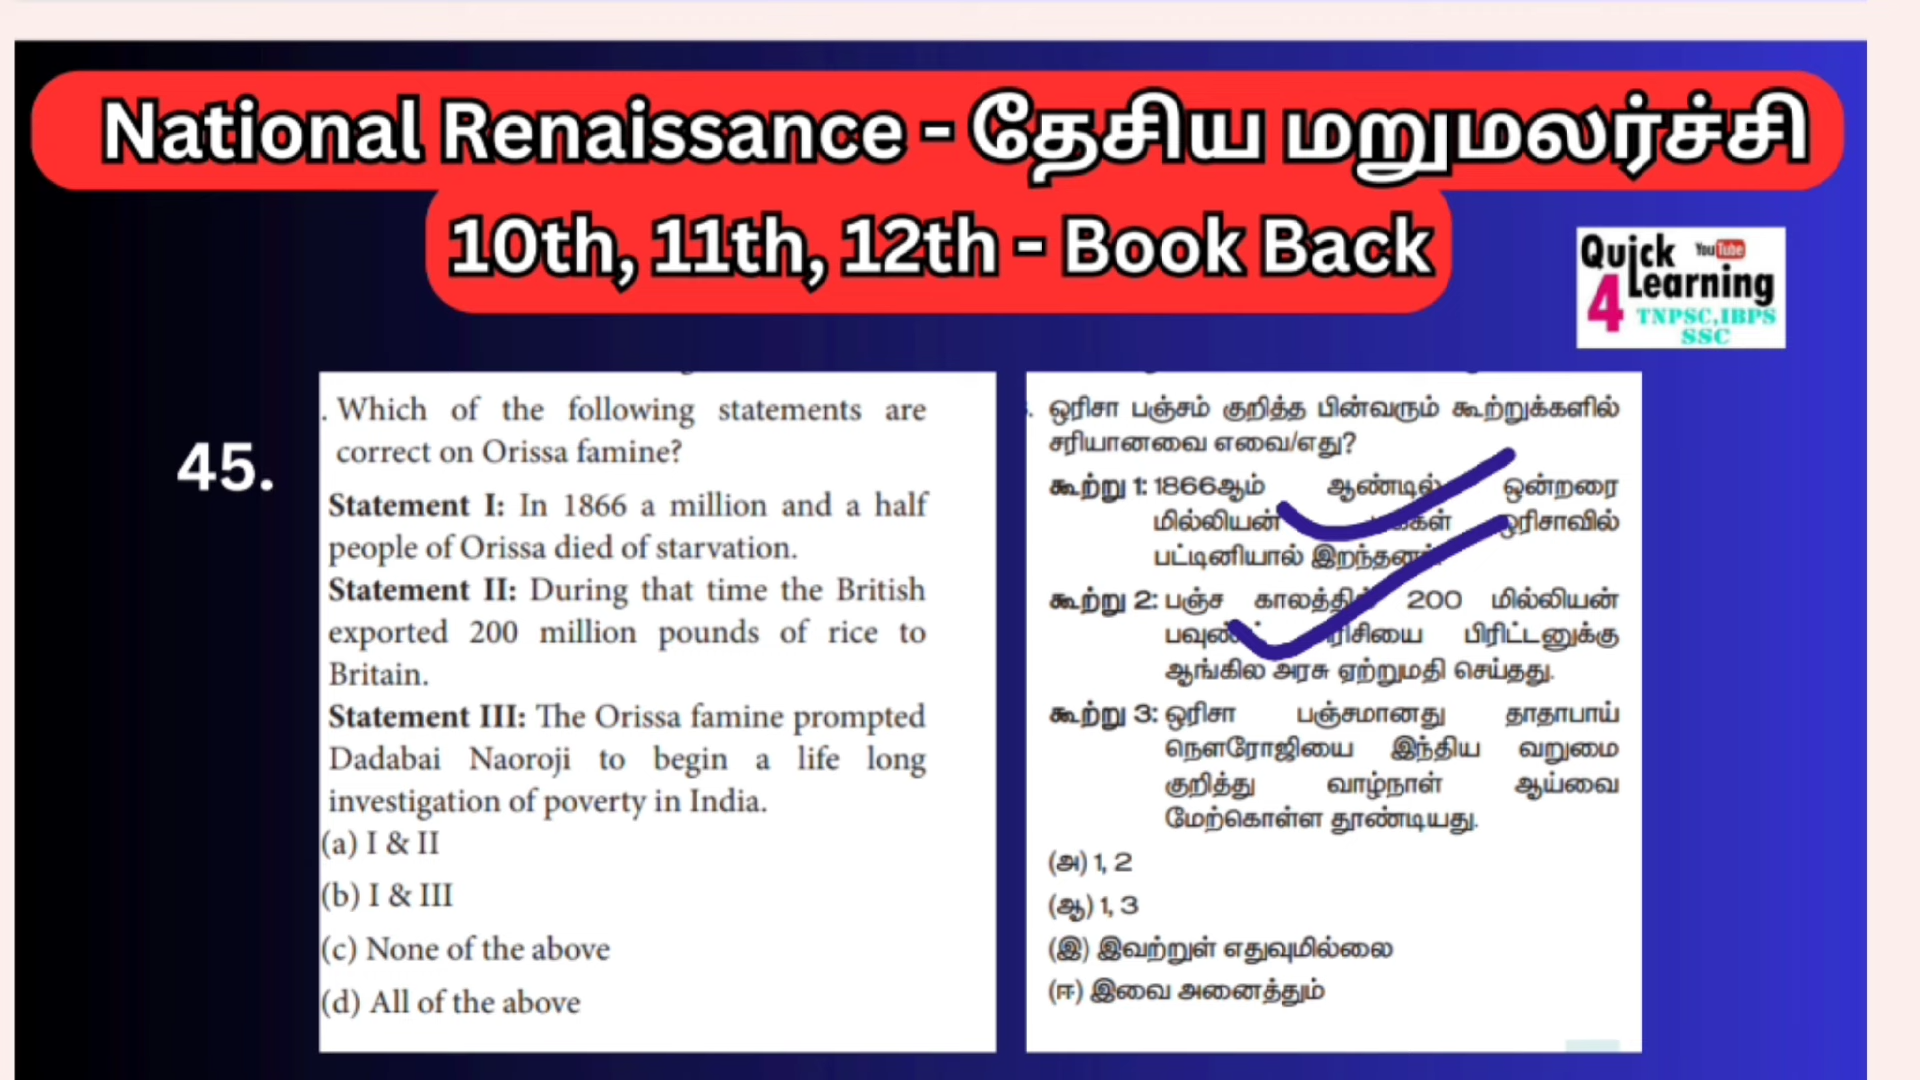 National Renaissance - தேசிய மறுமலர்ச்சி
10th, 11th, 12th - Book Back
Quick YouTube
4 Learning
TNPSC,IBPS
SSC
45.
. Which of the following statements are
correct on Orissa famine?
Statement I: In 1866 a million and a half
people of Orissa died of starvation.
Statement II: During that time the British
exported 200 million pounds of rice to
Britain.
Statement III: The Orissa famine prompted
Dadabai Naoroji to begin a life long
investigation of poverty in India.
(a) I & II
(b) I & III
(c) None of the above
(d) All of the above
ஒரிசா பஞ்சம் குறித்த பின்வரும் கூற்றுக்களில்
சரியானவை எவை/எது?
கூற்று 1: 1866ஆம் ஆண்டில் ஒன்றரை
மில்லியன் ஒரிசாவில்
பட்டினியால் இறந்தனர்.
கூற்று 2: பஞ்ச காலத்தில் 200 மில்லியன்
பிரிட்டனுக்கு
ஆங்கில அரசு ஏற்றுமதி செய்தது.
கூற்று 3: ஒரிசா பஞ்சமானது தாதாபாய்
நௌரோஜியை இந்திய வறுமை
குறித்து வாழ்நாள் ஆய்வை
மேற்கொள்ள தூண்டியது.
(அ) 1, 2
(ஆ) 1, 3
(இ) இவற்றுள் எதுவுமில்லை
(ஈ) இவை அனைத்தும்